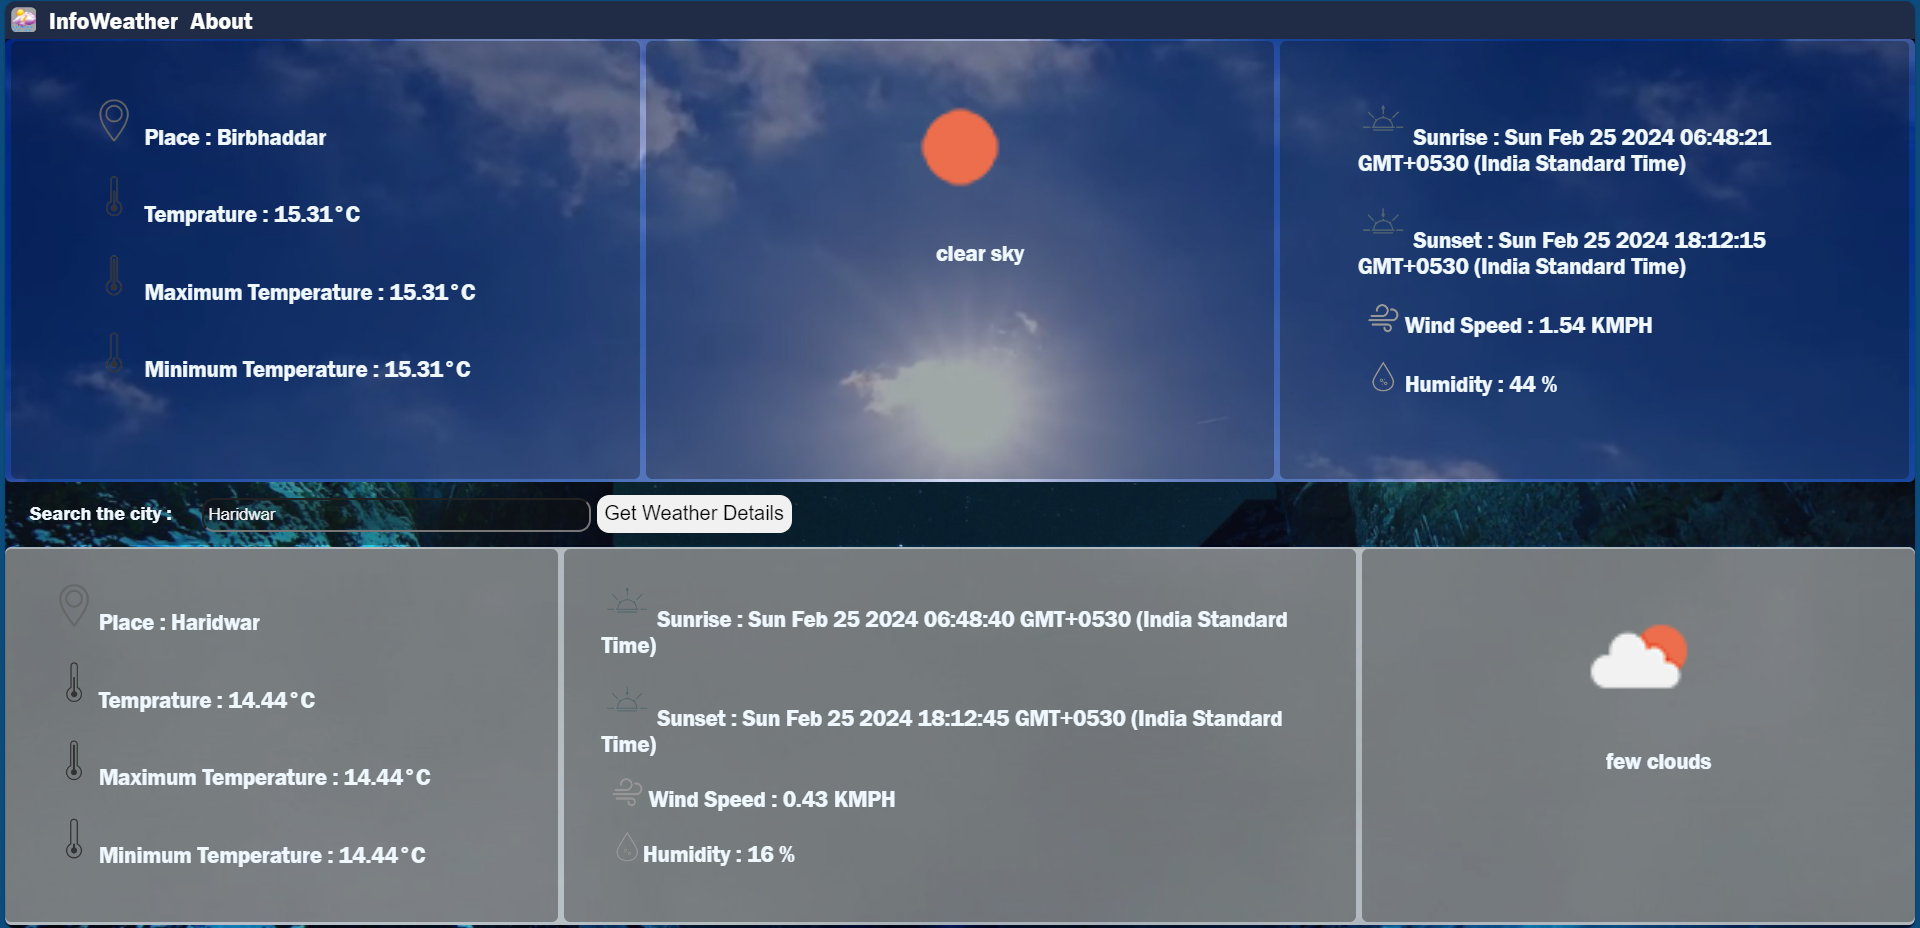 InfoWeather About
Place : Birbhaddar
Temprature : 15.31°C
Maximum Temperature : 15.31°C
Minimum Temperature : 15.31°C
clear sky
Sunrise : Sun Feb 25 2024 06:48:21
GMT+0530 (India Standard Time)
Sunset : Sun Feb 25 2024 18:12:15
GMT+0530 (India Standard Time)
Wind Speed : 1.54 KMPH
Humidity : 44 %
Search the city : Haridwar Get Weather Details
Place : Haridwar
Temprature : 14.44°C
Maximum Temperature : 14.44°C
Minimum Temperature : 14.44°C
Sunrise : Sun Feb 25 2024 06:48:40 GMT+0530 (India Standard
Time)
Sunset : Sun Feb 25 2024 18:12:45 GMT+0530 (India Standard
Time)
Wind Speed : 0.43 KMPH
Humidity : 16 %
few clouds